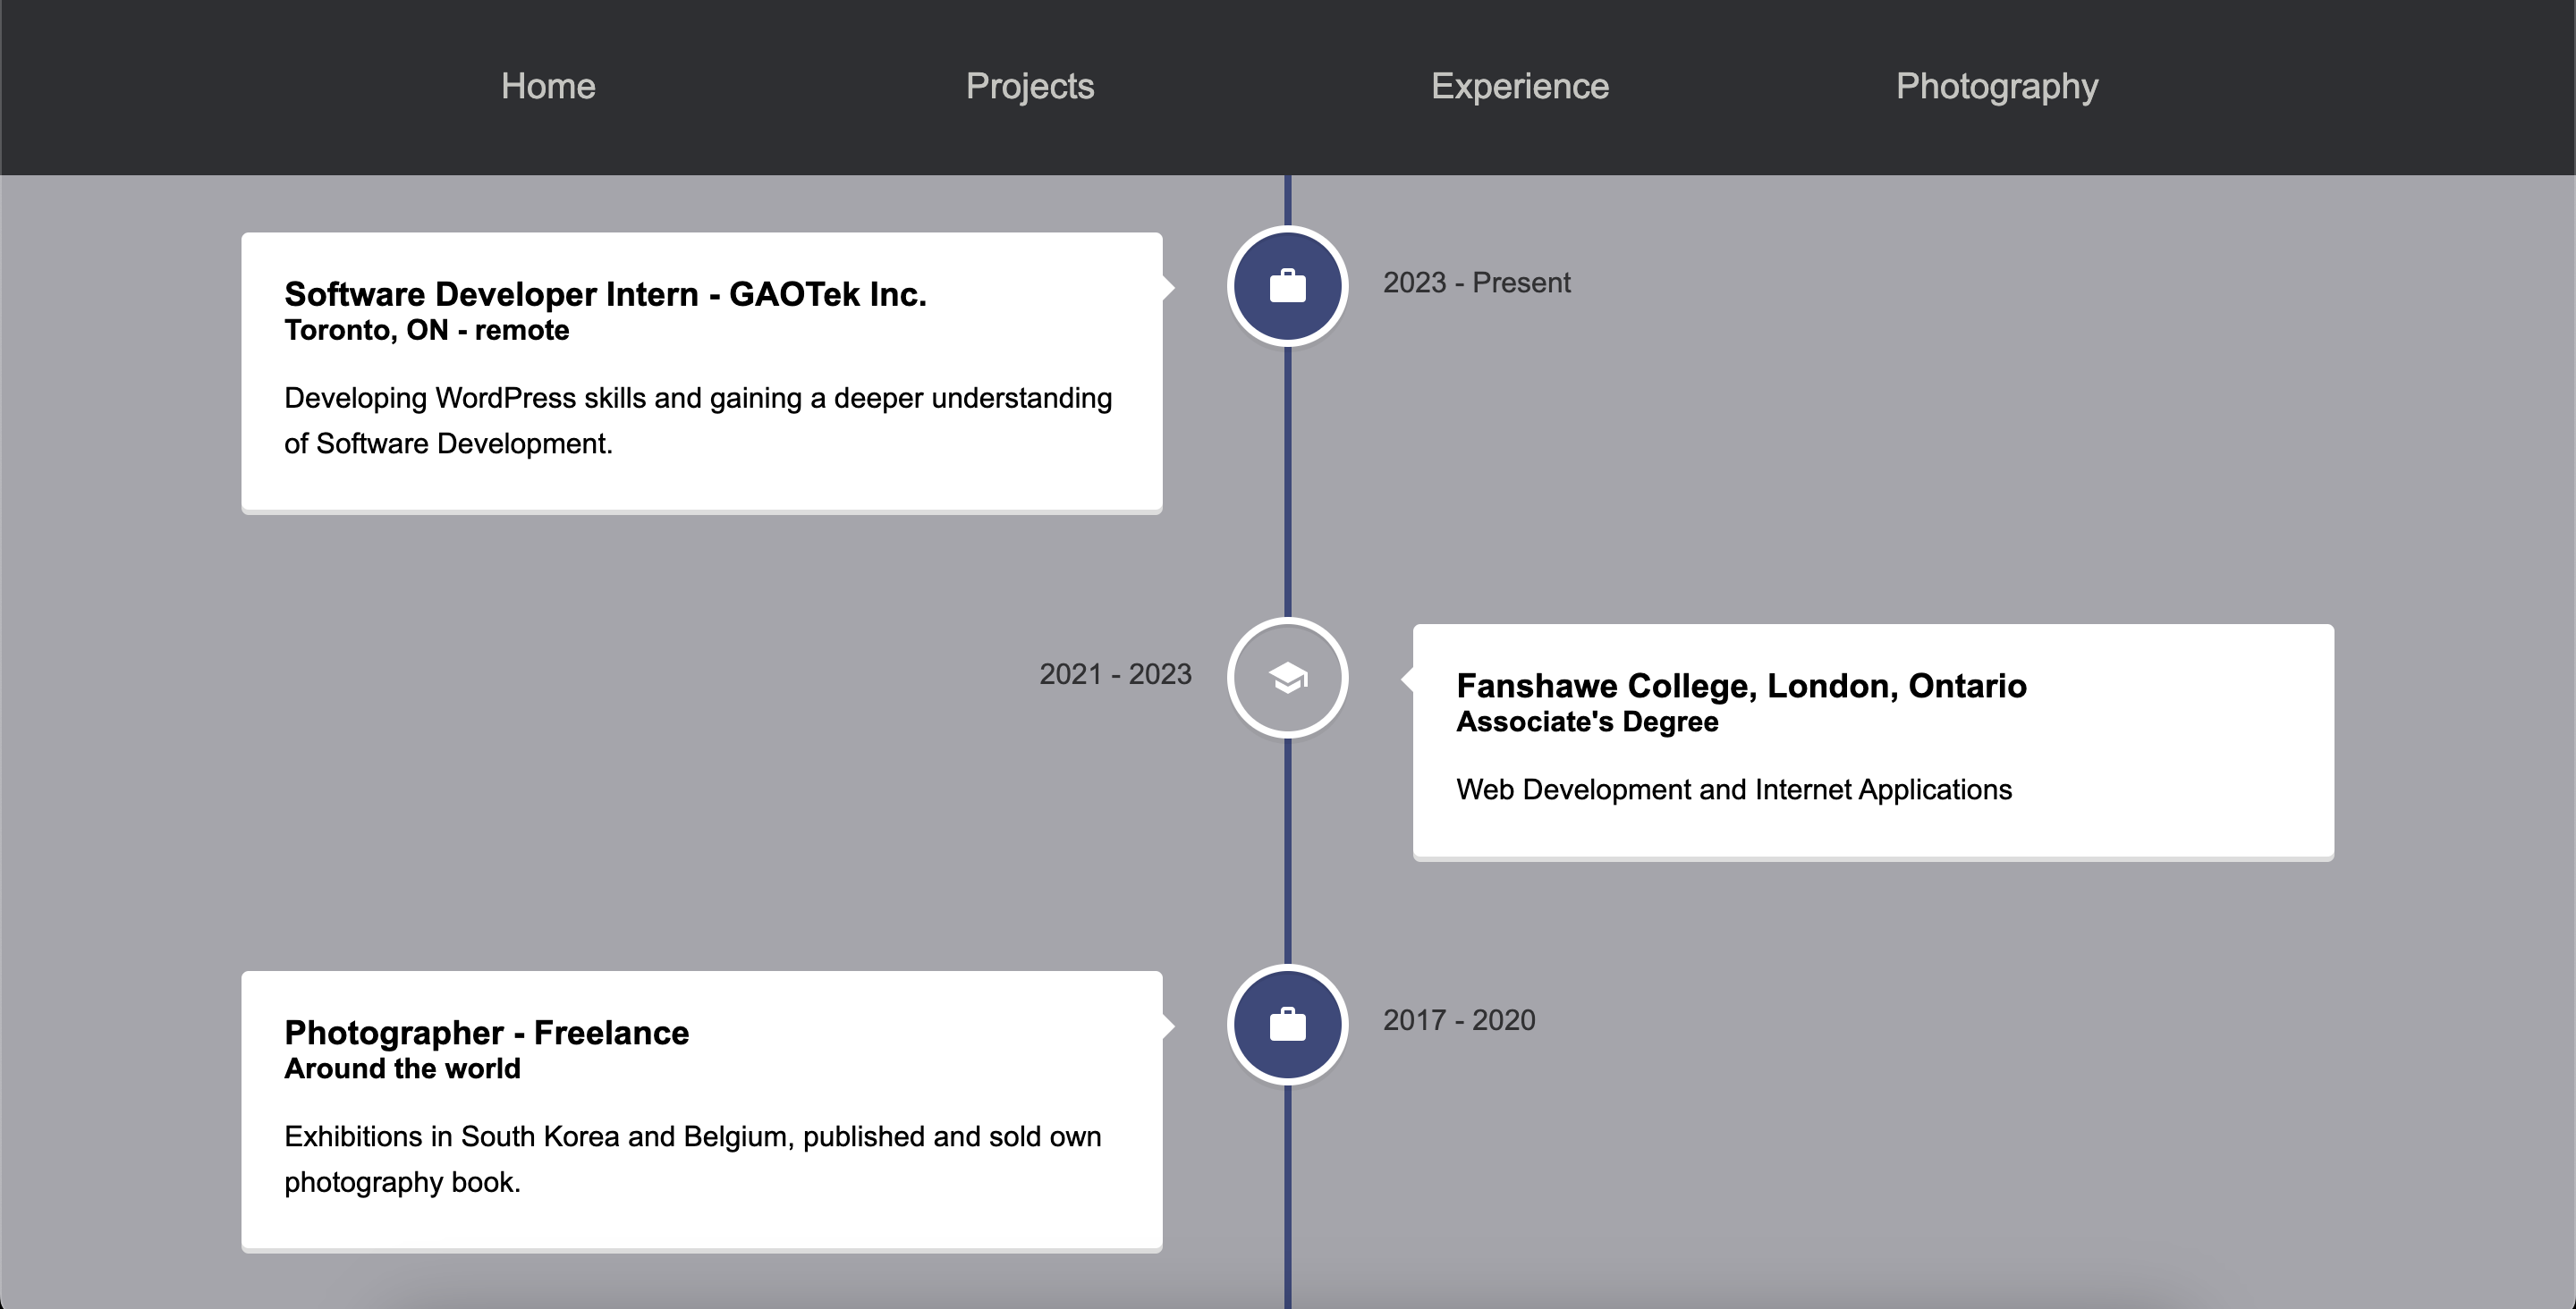 Home
Projects
Experience
Photography
Software Developer Intern - GAOTek Inc.
Toronto, ON - remote
Developing WordPress skills and gaining a deeper understanding
of Software Development.
2023 - Present
2021 - 2023
Fanshawe College, London, Ontario
Associate's Degree
Web Development and Internet Applications
Photographer - Freelance
Around the world
Exhibitions in South Korea and Belgium, published and sold own
photography book.
2017 - 2020